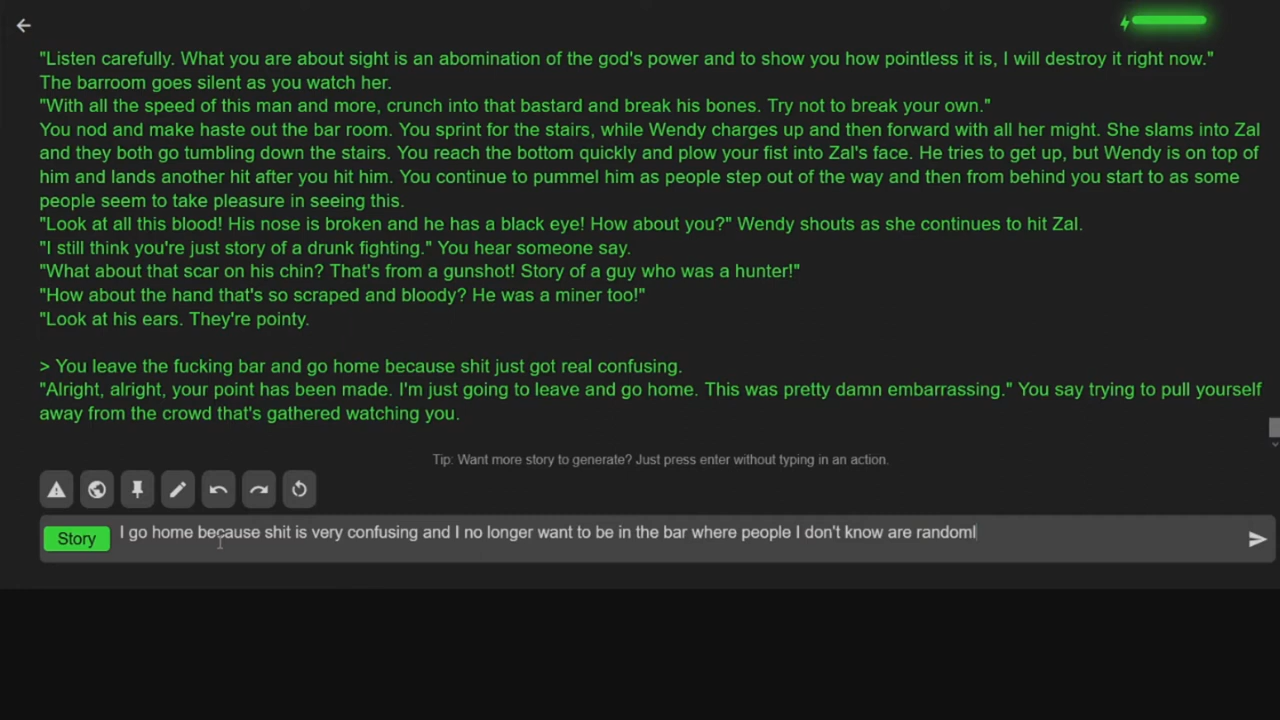 "Listen carefully. What you are about sight is an abomination of the god's power and to show you how pointless it is, I will destroy it right now."
The barroom goes silent as you watch her.
"With all the speed of this man and more, crunch into that bastard and break his bones. Try not to break your own."
You nod and make haste out the bar room. You sprint for the stairs, while Wendy charges up and then forward with all her might. She slams into Zal
and they both go tumbling down the stairs. You reach the bottom quickly and plow your fist into Zal's face. He tries to get up, but Wendy is on top of
him and lands another hit after you hit him. You continue to pummel him as people step out of the way and then from behind you start to as some
people seem to take pleasure in seeing this.
"Look at all this blood! His nose is broken and he has a black eye! How about you?" Wendy shouts as she continues to hit Zal.
"I still think you're just story of a drunk fighting." You hear someone say.
"What about that scar on his chin? That's from a gunshot! Story of a guy who was a hunter!"
"How about the hand that's so scraped and bloody? He was a miner too!"
"Look at his ears. They're pointy.
> You leave the fucking bar and go home because shit just got real confusing.
"Alright, alright, your point has been made. I'm just going to leave and go home. This was pretty damn embarrassing." You say trying to pull yourself
away from the crowd that's gathered watching you.
Tip: Want more story to generate? Just press enter without typing in an action.
Story I go home because shit is very confusing and I no longer want to be in the bar where people I don't know are randoml